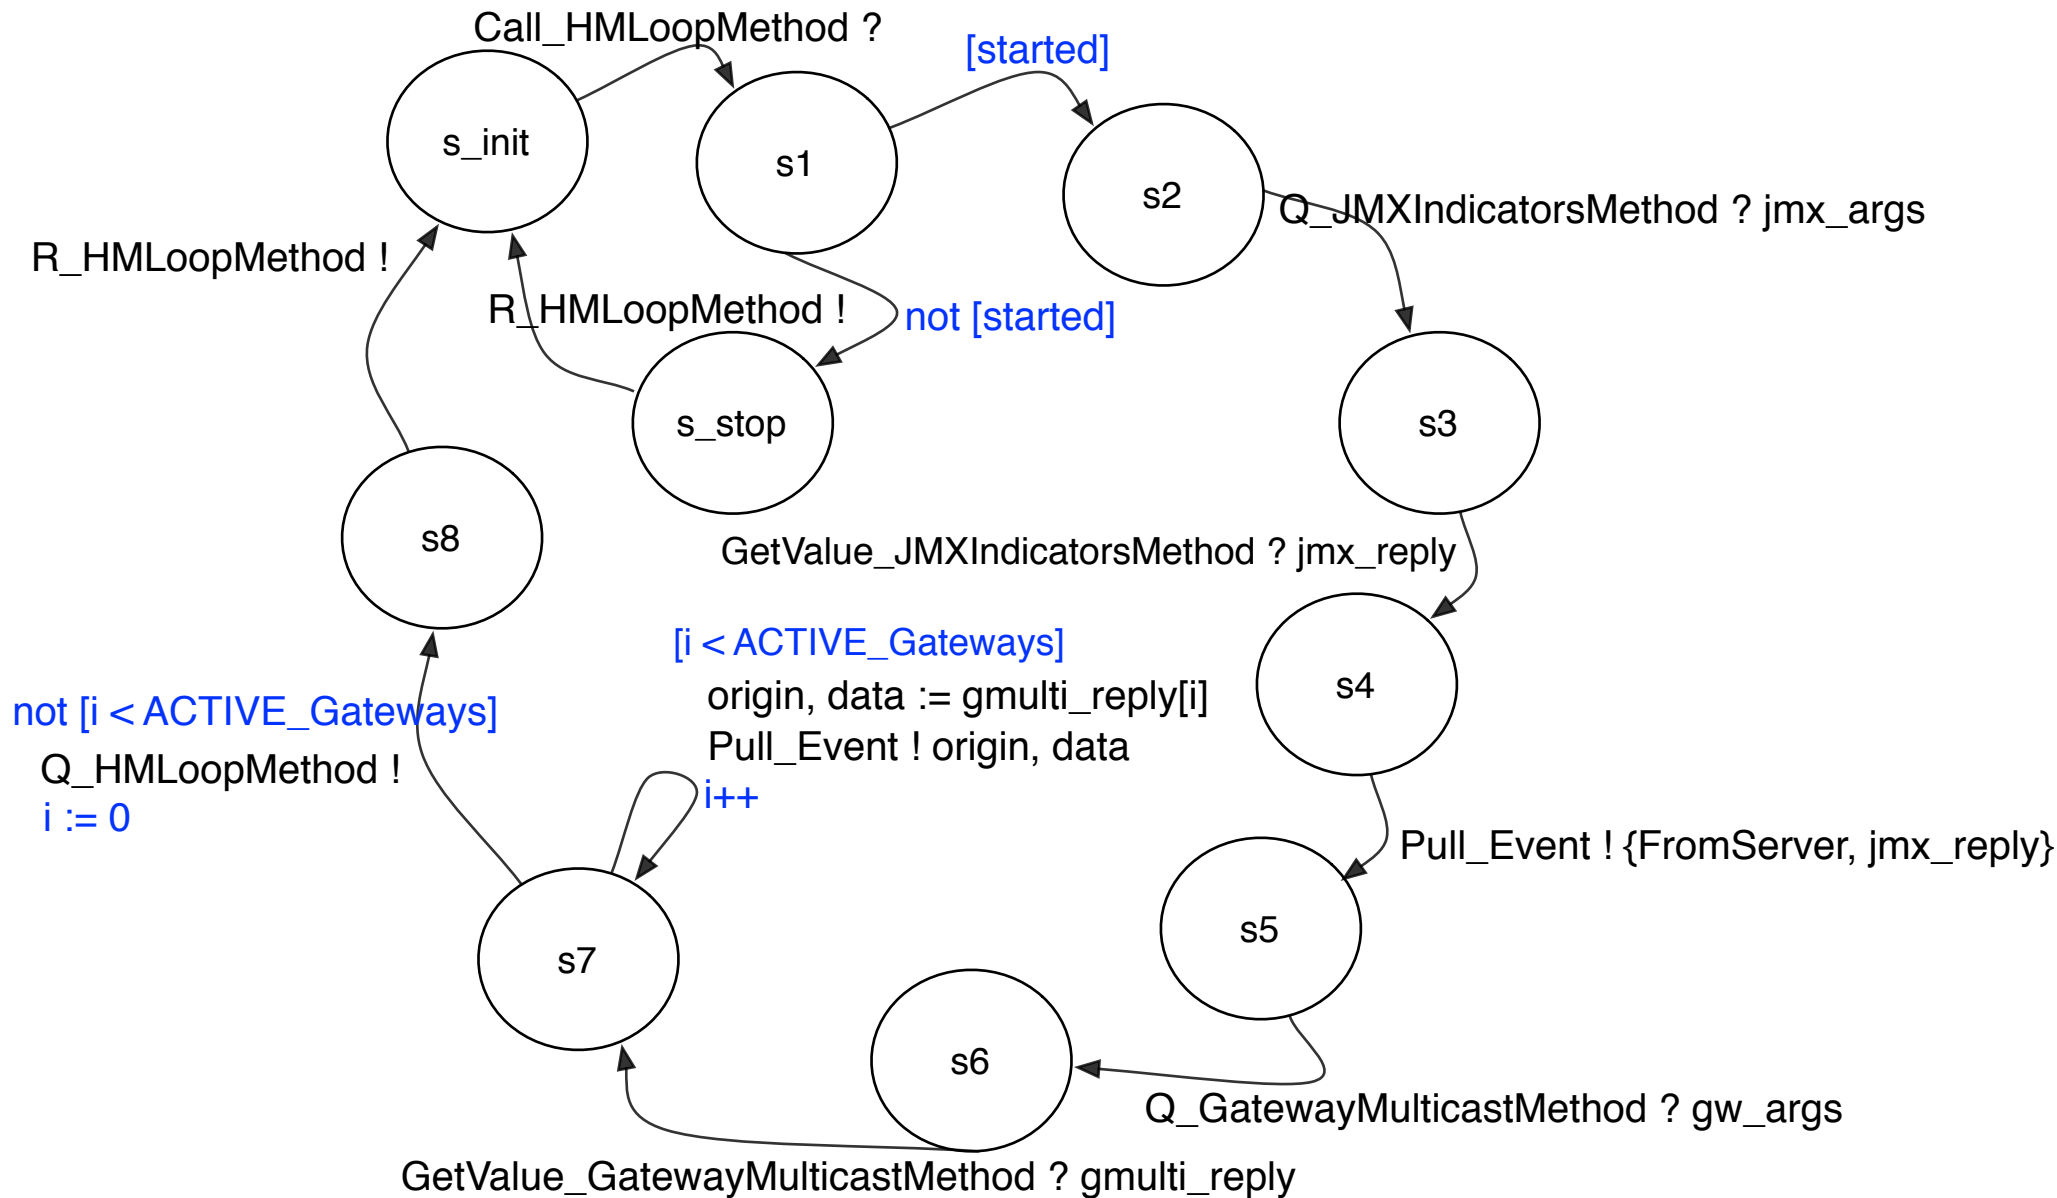 Call_HMLoopMethod ?
[started]
s_init
s1
s2
Q_JMXIndicatorsMethod ? jmx_args
R_HMLoopMethod !
R_HMLoopMethod !
not [started]
s_stop
s3
s8
GetValue_JMXIndicatorsMethod ? jmx_reply
[i < ACTIVE_Gateways]
origin, data := gmulti_reply[i]
Pull_Event ! origin, data
i++
s4
not [i < ACTIVE_Gateways]
Q_HMLoopMethod !
i := 0
Pull_Event ! {FromServer, jmx_reply}
s5
s7
s6
Q_GatewayMulticastMethod ? gw_args
GetValue_GatewayMulticastMethod ? gmulti_reply